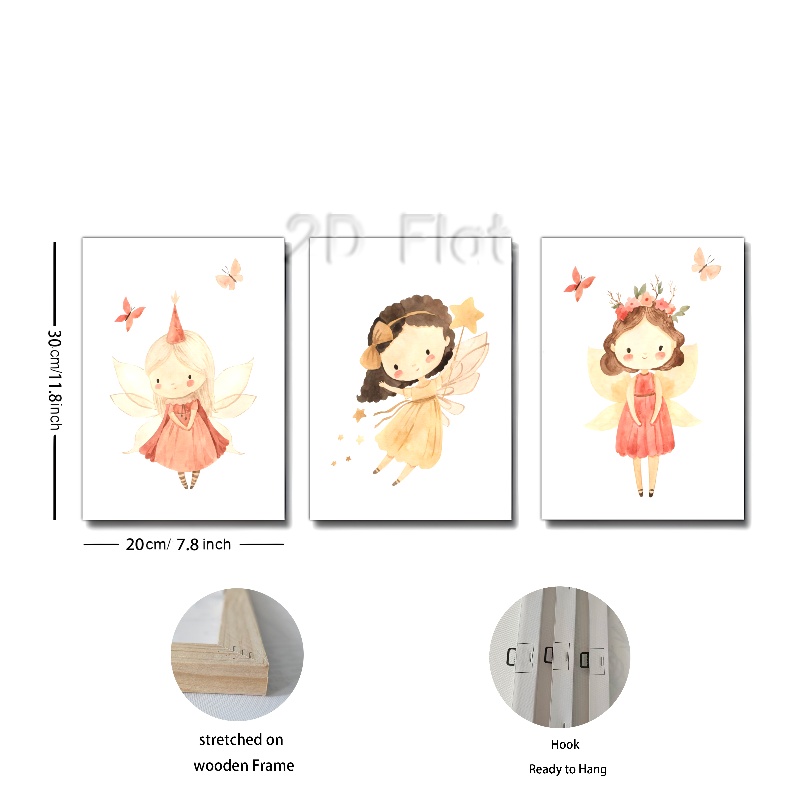 2D Flat
30cm/11.8inch
20cm/ 7.8 inch
stretched on
wooden Frame
Hook
Ready to Hang